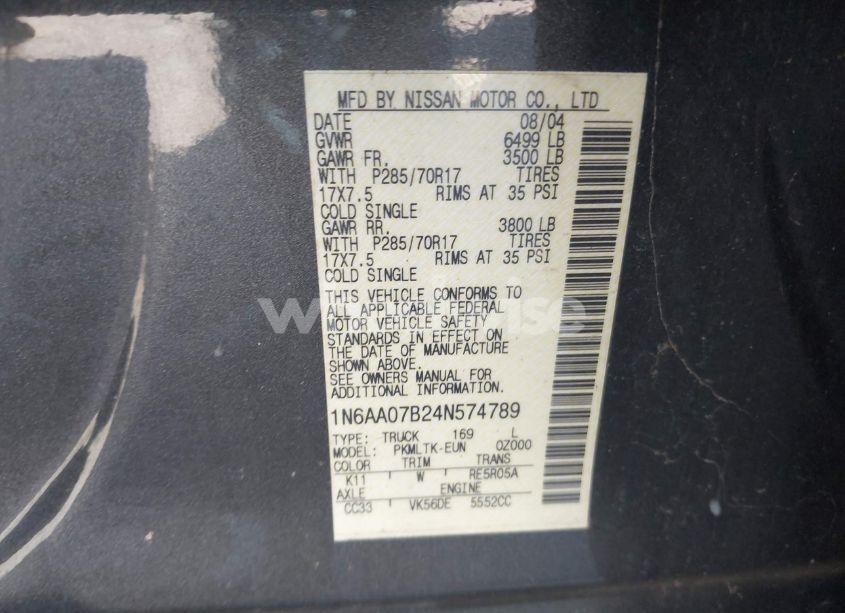 MFD BY NISSAN MOTOR CO., LTD
DATE 08/04
GVWR 6499 LB
GAWR FR. 3500 LB
WITH P285/70R17 TIRES
17X7.5 RIMS AT 35 PSI
COLD SINGLE
GAWR RR. 3800 LB
WITH P285/70R17 TIRES
17X7.5 RIMS AT 35 PSI
COLD SINGLE
THIS VEHICLE CONFORMS TO
ALL APPLICABLE FEDERAL
MOTOR VEHICLE SAFETY
STANDARDS IN EFFECT ON
THE DATE OF MANUFACTURE
SHOWN ABOVE.
SEE OWNERS MANUAL FOR
ADDITIONAL INFORMATION.
1N6AA07B24N574789
TYPE: TRUCK 169 L
MODEL: PKMLTK-EUN 0Z000
COLOR TRIM TRANS
K11 W RE5R05A
AXLE ENGINE
CC33 VK56DE 5552CC